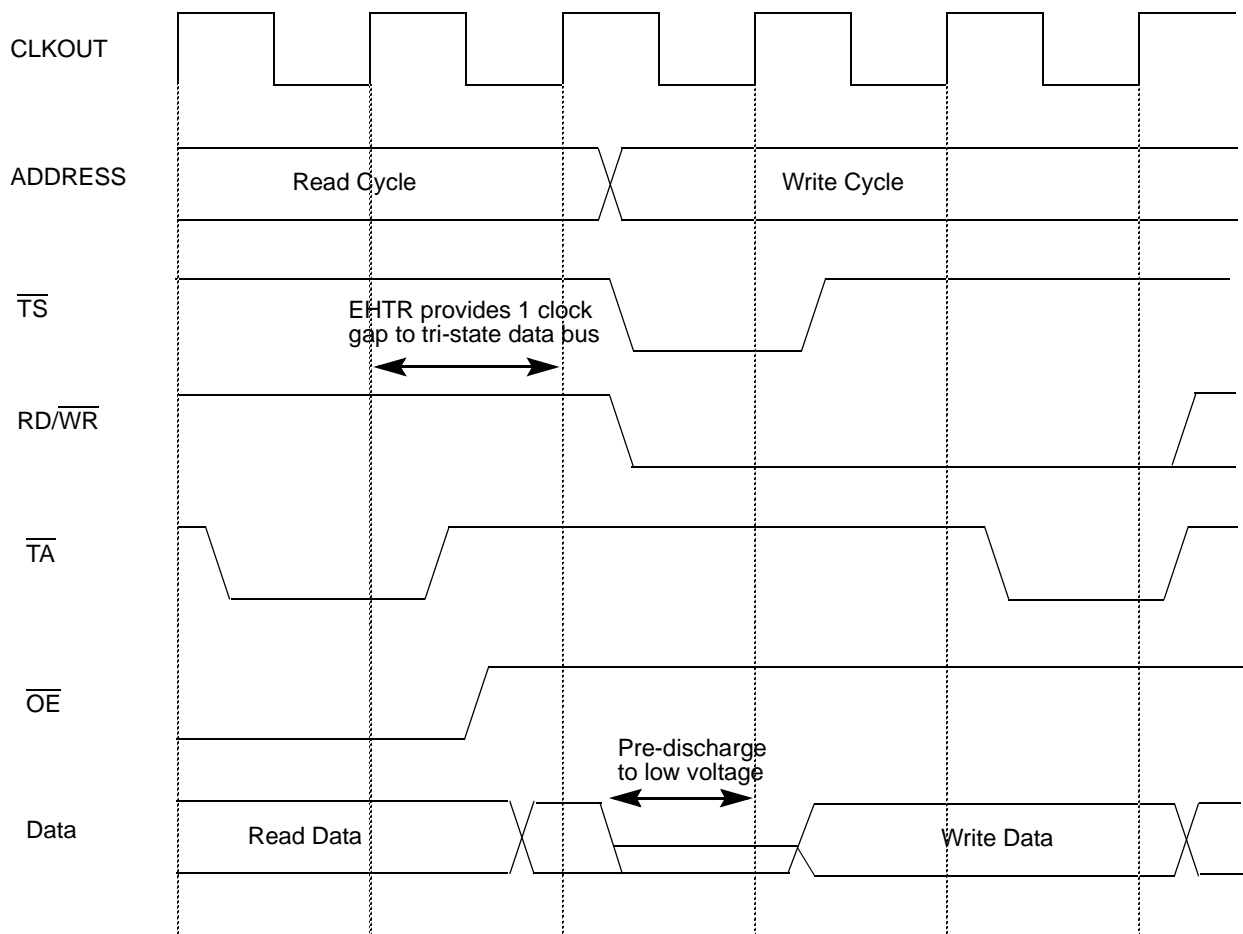 CLKOUT
ADDRESS
Read Cycle
Write Cycle
TS
EHTR provides 1 clock
gap to tri-state data bus
RD/WR
TA
OE
Pre-discharge
to low voltage
Data
Read Data
Write Data